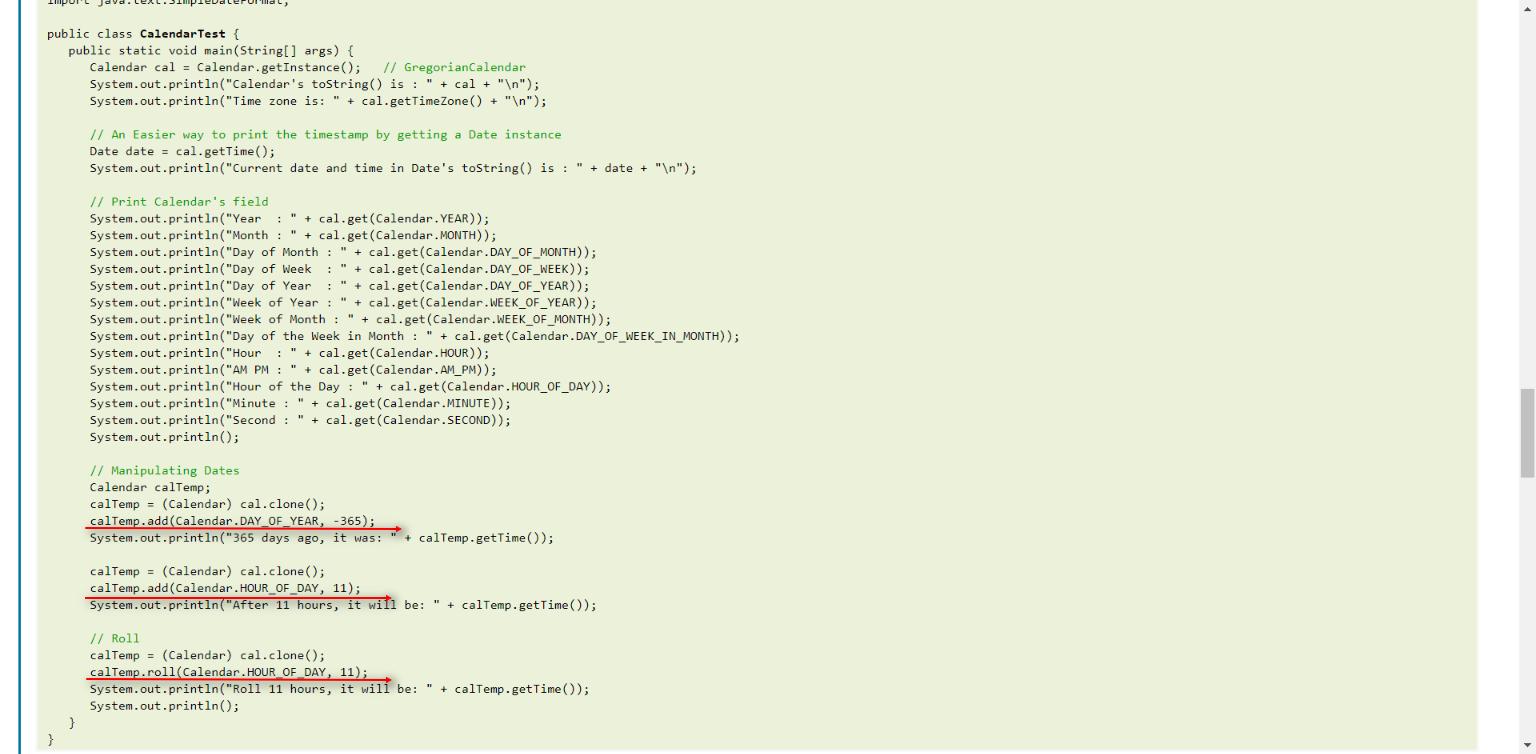 import java.text.SimpleDateFormat;
public class CalendarTest {
public static void main(String[] args) {
Calendar cal = Calendar.getInstance();   // GregorianCalendar
System.out.println("Calendar's toString() is : " + cal + "\n");
System.out.println("Time zone is: " + cal.getTimeZone() + "\n");
// An Easier way to print the timestamp by getting a Date instance
Date date = cal.getTime();
System.out.println("Current date and time in Date's toString() is : " + date + "\n");
// Print Calendar's field
System.out.println("Year  : " + cal.get(Calendar.YEAR));
System.out.println("Month : " + cal.get(Calendar.MONTH));
System.out.println("Day of Month : " + cal.get(Calendar.DAY_OF_MONTH));
System.out.println("Day of Week  : " + cal.get(Calendar.DAY_OF_WEEK));
System.out.println("Day of Year  : " + cal.get(Calendar.DAY_OF_YEAR));
System.out.println("Week of Year : " + cal.get(Calendar.WEEK_OF_YEAR));
System.out.println("Week of Month : " + cal.get(Calendar.WEEK_OF_MONTH));
System.out.println("Day of the Week in Month : " + cal.get(Calendar.DAY_OF_WEEK_IN_MONTH));
System.out.println("Hour  : " + cal.get(Calendar.HOUR));
System.out.println("AM PM : " + cal.get(Calendar.AM_PM));
System.out.println("Hour of the Day : " + cal.get(Calendar.HOUR_OF_DAY));
System.out.println("Minute : " + cal.get(Calendar.MINUTE));
System.out.println("Second : " + cal.get(Calendar.SECOND));
System.out.println();
// Manipulating Dates
Calendar calTemp;
calTemp = (Calendar) cal.clone();
calTemp.add(Calendar.DAY_OF_YEAR, -365);
System.out.println("365 days ago, it was: " + calTemp.getTime());
calTemp = (Calendar) cal.clone();
calTemp.add(Calendar.HOUR_OF_DAY, 11);
System.out.println("After 11 hours, it will be: " + calTemp.getTime());
// Roll
calTemp = (Calendar) cal.clone();
calTemp.roll(Calendar.HOUR_OF_DAY, 11);
System.out.println("Roll 11 hours, it will be: " + calTemp.getTime());
System.out.println();
}
}